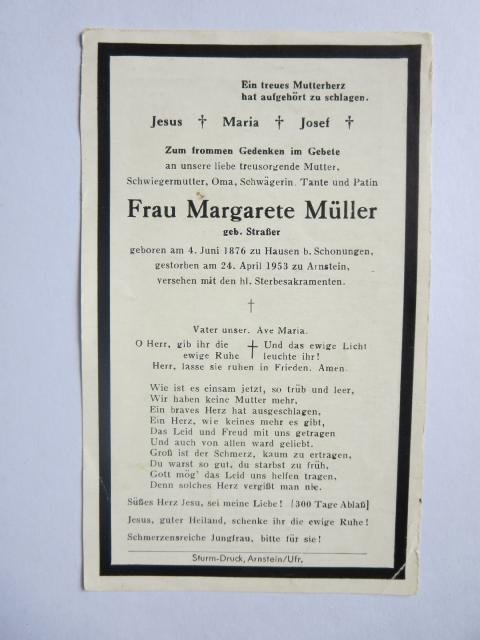 Ein treues Mutterherz
hat aufgehört zu schlagen.
Jesus † Maria † Josef †
Zum frommen Gedenken im Gebete
an unsere liebe treusorgende Mutter,
Schwiegermutter, Oma, Schwägerin, Tante und Patin
Frau Margarete Müller
geb. Straßer
geboren am 4. Juni 1876 zu Hausen b. Schonungen,
gestorben am 24. April 1953 zu Arnstein,
versehen mit den hl. Sterbesakramenten.
†
Vater unser. Ave Maria.
O Herr, gib ihr die † Und das ewige Licht
ewige Ruhe leuchte ihr!
Herr, lasse sie ruhen in Frieden. Amen.
Wie ist es einsam jetzt, so trüb und leer,
Wir haben keine Mutter mehr,
Ein braves Herz hat ausgeschlagen,
Ein Herz, wie keines mehr es gibt,
Das Leid und Freud mit uns getragen
Und auch von allen ward geliebt.
Groß ist der Schmerz, kaum zu ertragen,
Du warst so gut, du starbst zu früh,
Gott mög' das Leid uns helfen tragen,
Denn solches Herz vergißt man nie.
Süßes Herz Jesu, sei meine Liebe! [300 Tage Ablaß]
Jesus, guter Heiland, schenke ihr die ewige Ruhe!
Schmerzensreiche Jungfrau, bitte für sie!
Sturm-Druck, Arnstein/Ufr.